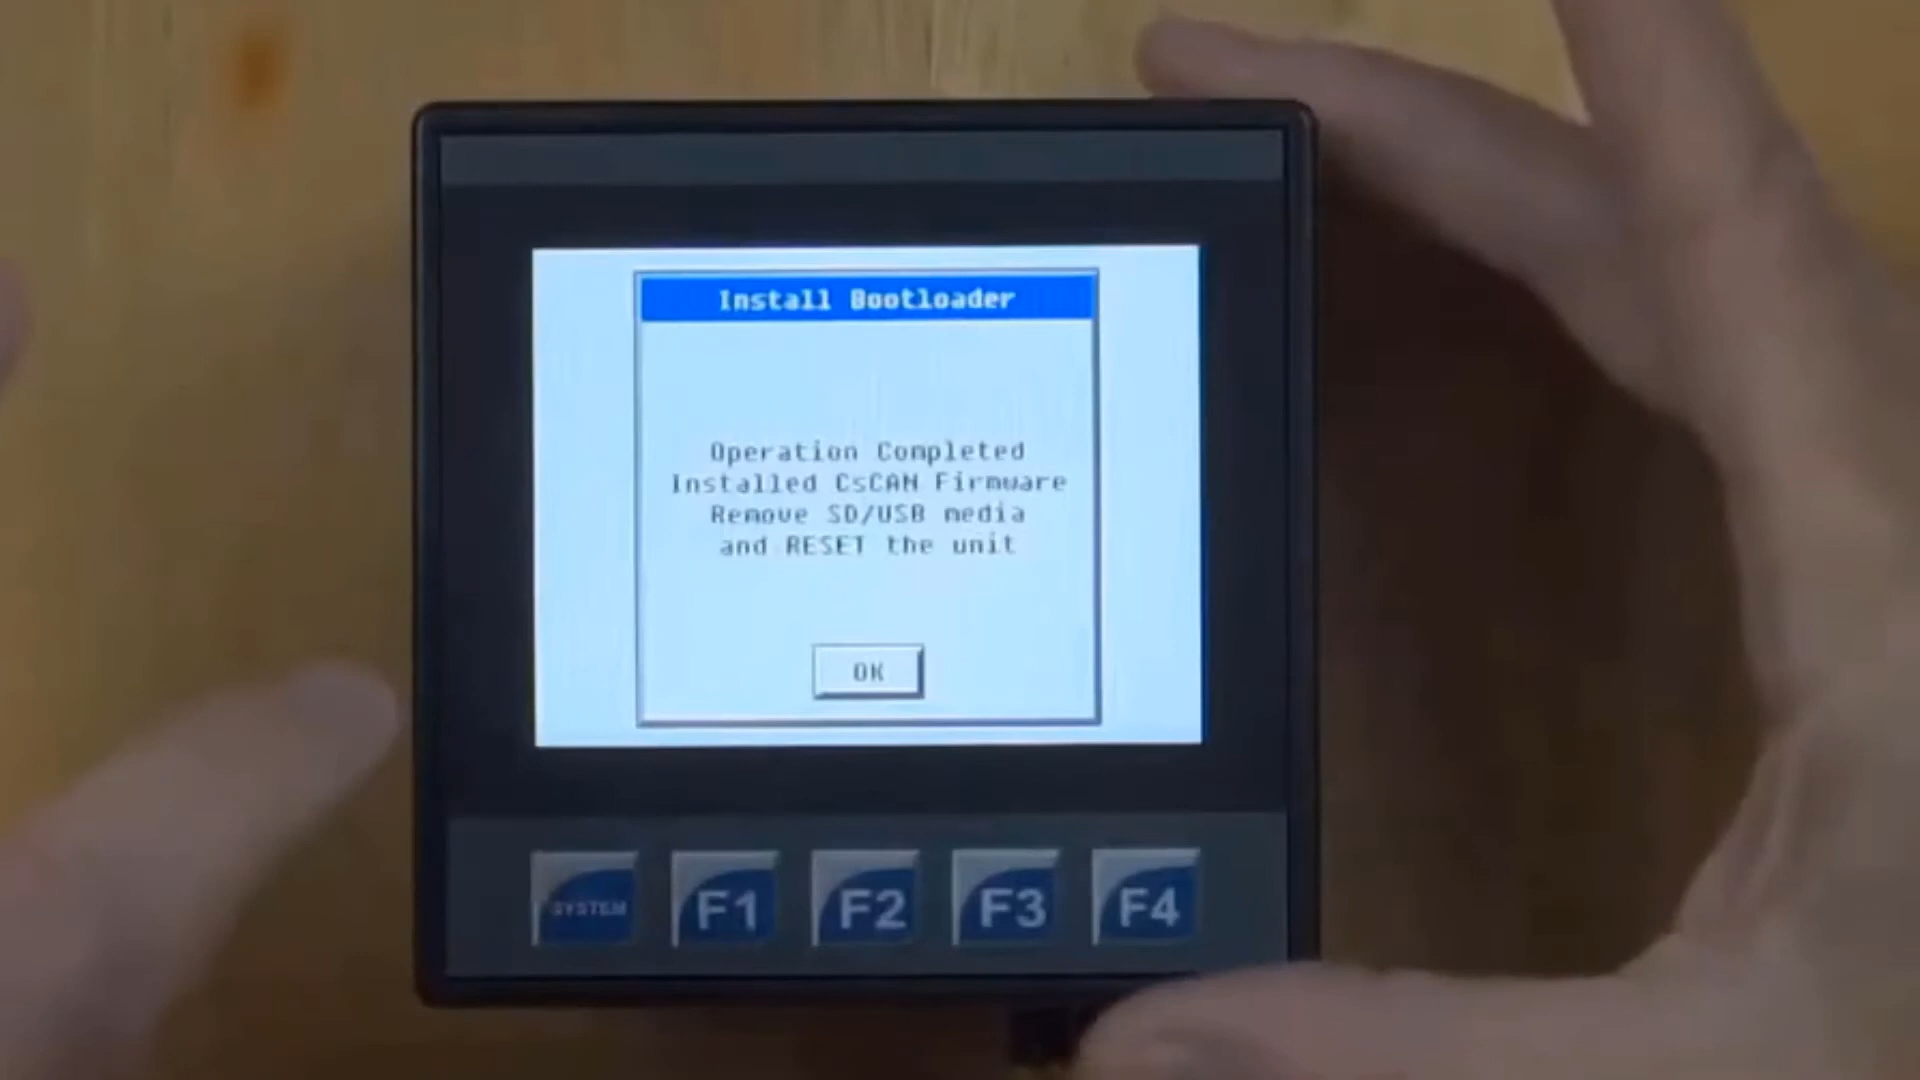 Install Bootloader
Operation Completed
Installed CsCAN Firmware
Remove SD/USB media
and RESET the unit
OK
SYSTEM F1 F2 F3 F4